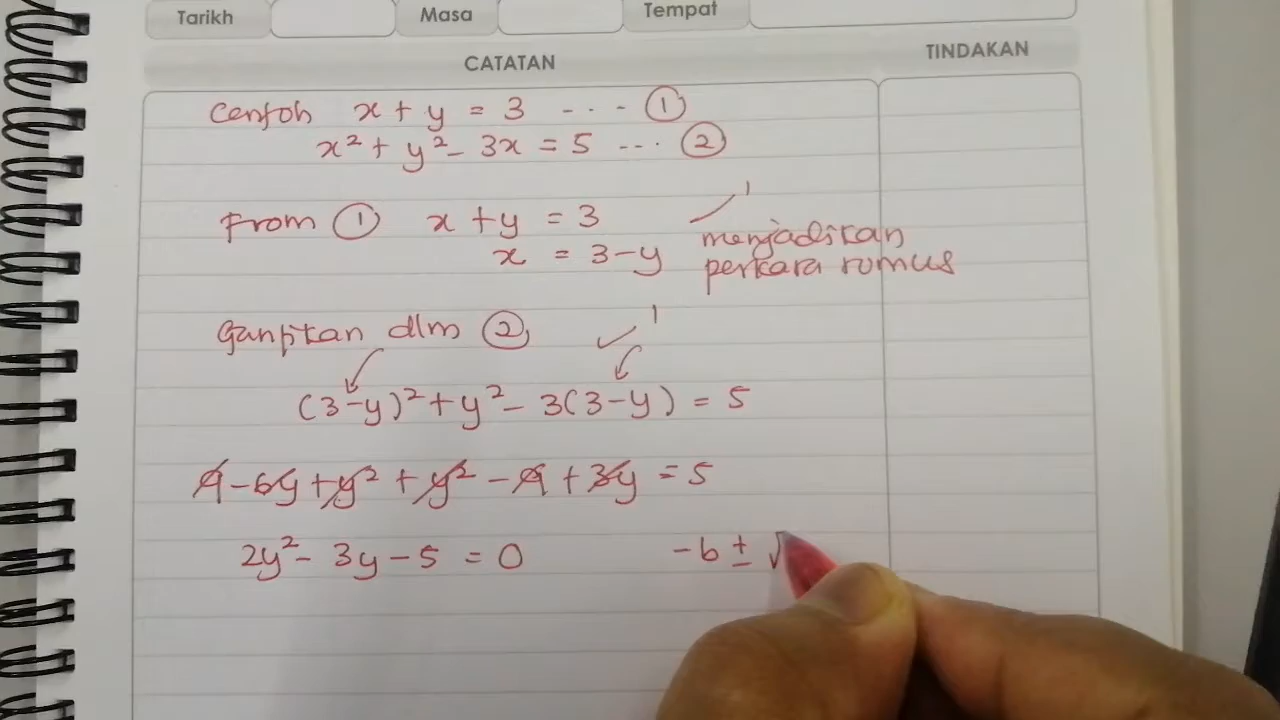 Tarikh Masa Tempat
CATATAN TINDAKAN
Contoh x + y = 3 .... ①
x² + y² - 3x = 5 .... ②
From ① x + y = 3 1
x = 3 - y menjadikan
perkara rumus
Gantikan dlm ② ✓ 1
(3-y)² + y² - 3(3-y) = 5
9 - 6y + y² + y² - 9 + 3y = 5
2y² - 3y - 5 = 0 -b ± √